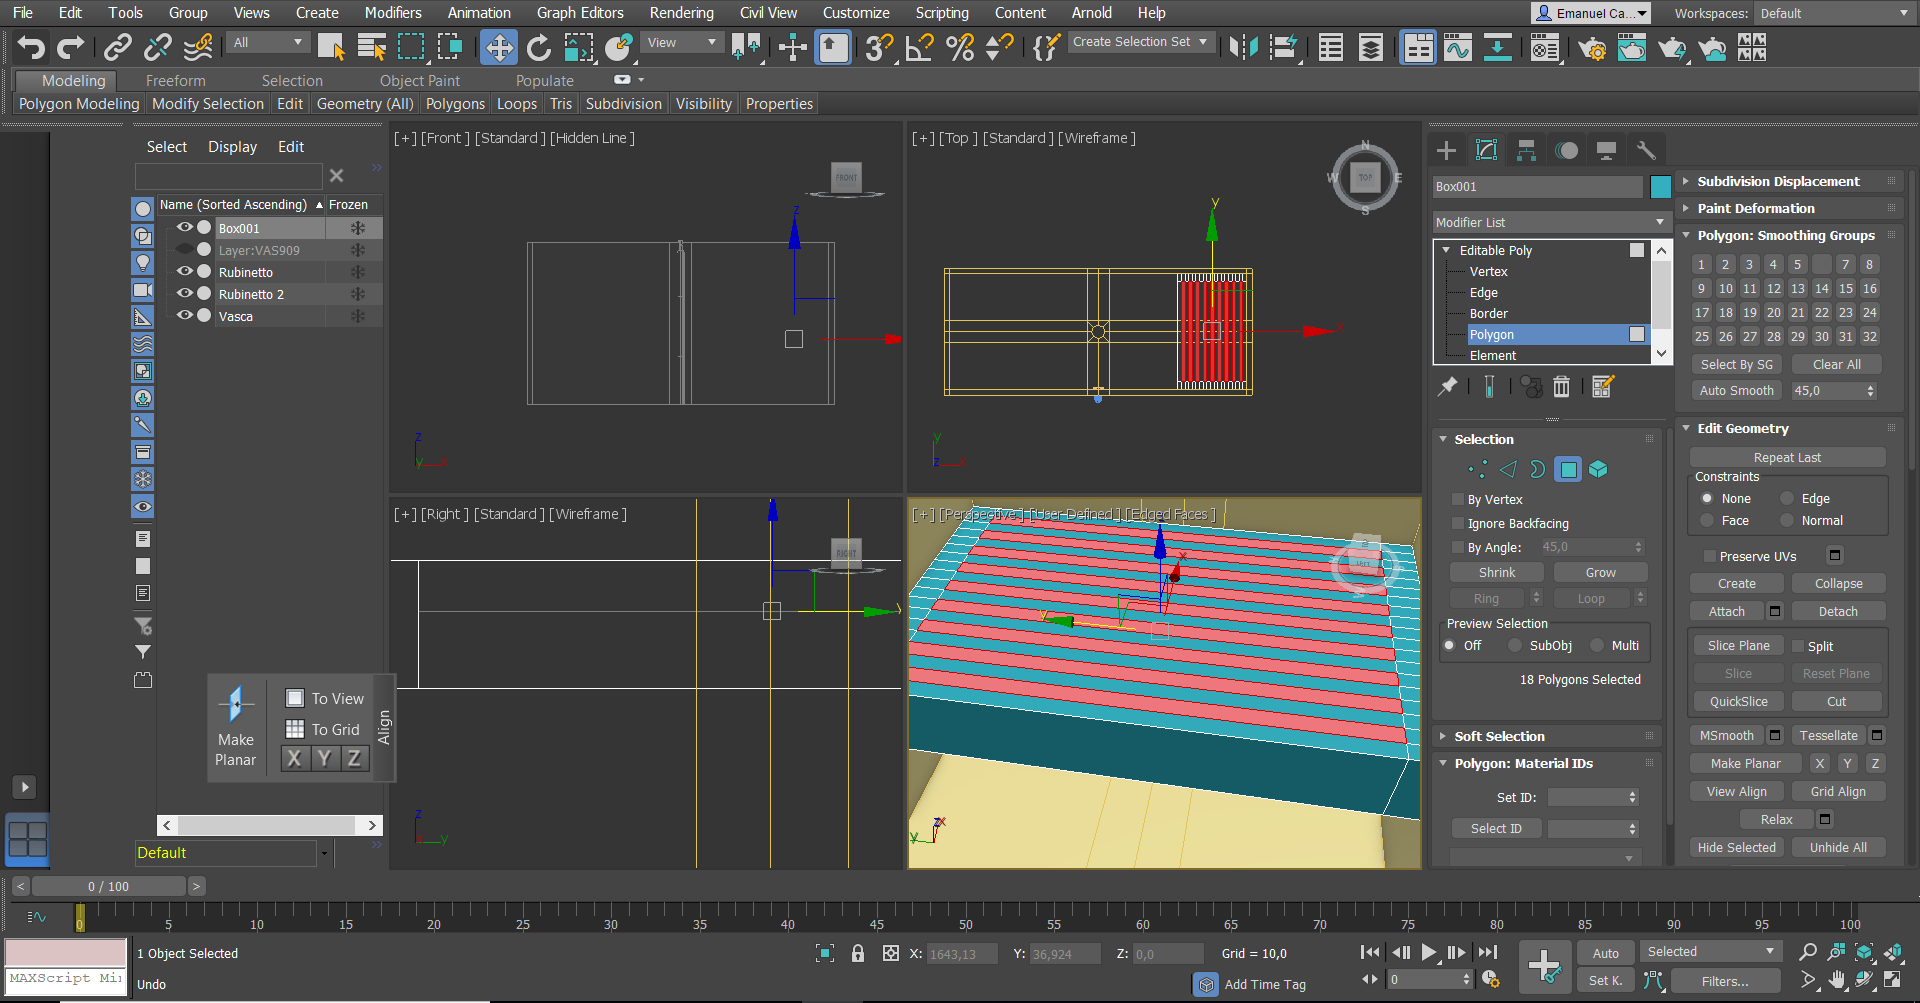 File Edit Tools Group Views Create Modifiers Animation Graph Editors Rendering Civil View Customize Scripting Content Arnold Help Emanuel Ca... Workspaces: Default
All View Create Selection Set
Modeling Freeform Selection Object Paint Populate
Polygon Modeling Modify Selection Edit Geometry (All) Polygons Loops Tris Subdivision Visibility Properties
Select Display Edit
Name (Sorted Ascending) Frozen
Box001
Layer:VAS909
Rubinetto
Rubinetto 2
Vasca
Make Planar
To View
To Grid
X Y Z
Align
Default
[+] [Front ] [Standard ] [Hidden Line ]
FRONT
z
x
z
y
[+] [Top ] [Standard ] [Wireframe ]
N
W TOP E
S
y
x
y
z x
[+] [Right ] [Standard ] [Wireframe ]
RIGHT
y
z
x y
[+] [Perspective ] [User Defined ] [Edged Faces ]
x
y
z x
y
Box001
Modifier List
Editable Poly
Vertex
Edge
Border
Polygon
Element
Selection
By Vertex
Ignore Backfacing
By Angle: 45,0
Shrink Grow
Ring Loop
Preview Selection
Off SubObj Multi
18 Polygons Selected
Soft Selection
Polygon: Material IDs
Set ID:
Select ID
Subdivision Displacement
Paint Deformation
Polygon: Smoothing Groups
1 2 3 4 5 7 8
9 10 11 12 13 14 15 16
17 18 19 20 21 22 23 24
25 26 27 28 29 30 31 32
Select By SG Clear All
Auto Smooth 45,0
Edit Geometry
Repeat Last
Constraints
None Edge
Face Normal
Preserve UVs
Create Collapse
Attach Detach
Slice Plane Split
Slice Reset Plane
QuickSlice Cut
MSmooth Tessellate
Make Planar X Y Z
View Align Grid Align
Relax
Hide Selected Unhide All
< 0 / 100 >
0 5 10 15 20 25 30 35 40 45 50 55 60 65 70 75 80 85 90 95 100
1 Object Selected X: 1643,13 Y: 36,924 Z: 0,0 Grid = 10,0 Auto Selected
MAXScript Mi
Undo Add Time Tag 0 Set K. Filters...